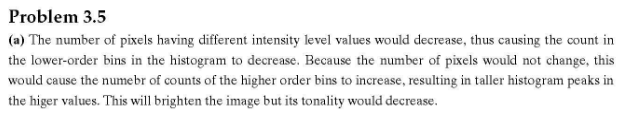 Problem 3.5
(a) The number of pixels having different intensity level values would decrease, thus causing the count in
the lower-order bins in the histogram to decrease. Because the number of pixels would not change, this
would cause the numebr of counts of the higher order bins to increase, resulting in taller histogram peaks in
the higer values. This will brighten the image but its tonality would decrease.